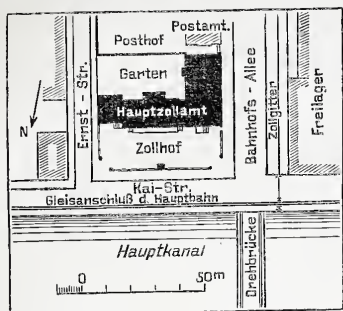 Postamt.
Posthof
Garten
Hauptzollamt
Zollhof
Ernst - Str.
Bahnhofs - Allee
Zollgitter
Freilager
N
Kai-Str.
Gleisanschluß d. Hauptbahn
Hauptkanal
Drehbrücke
0 50m